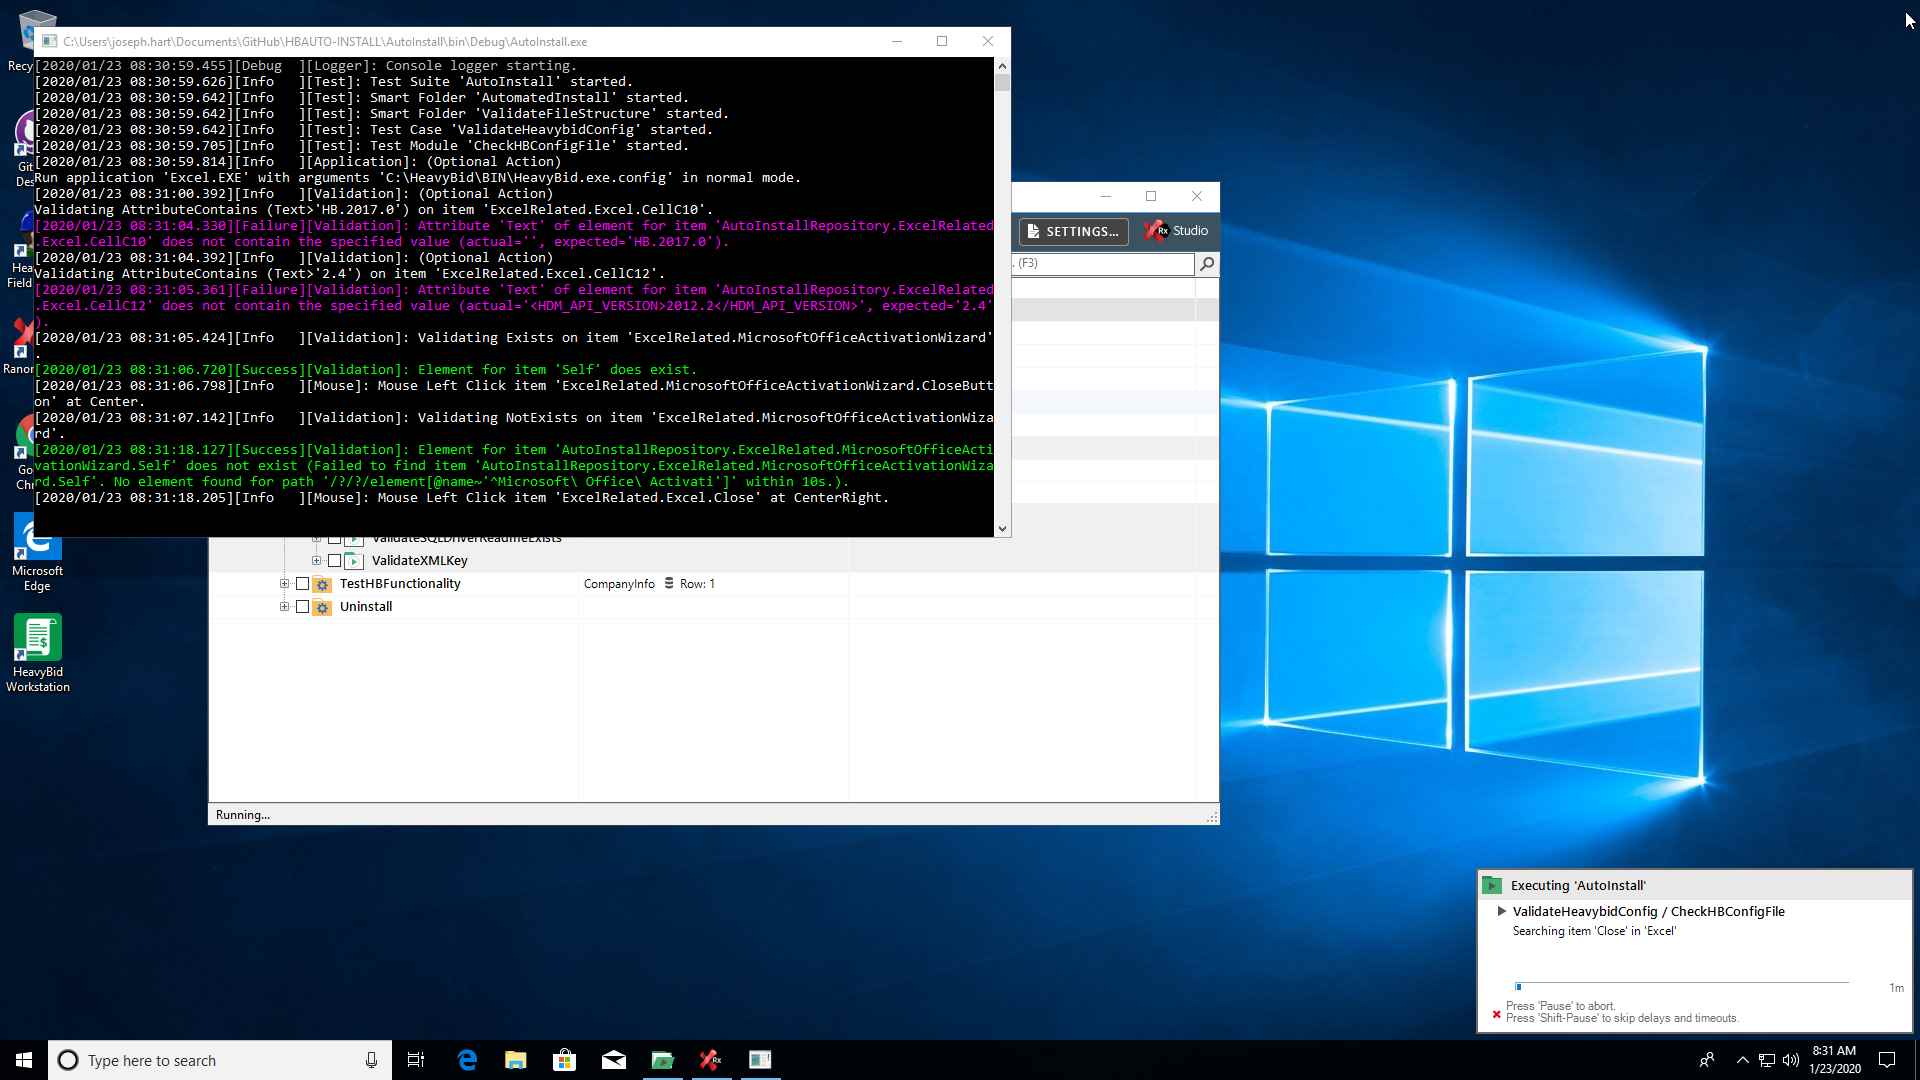 Recy
C:\Users\joseph.hart\Documents\GitHub\HBAUTO-INSTALL\AutoInstall\bin\Debug\AutoInstall.exe
[2020/01/23 08:30:59.455][Debug  ][Logger]: Console logger starting.
[2020/01/23 08:30:59.626][Info   ][Test]: Test Suite 'AutoInstall' started.
[2020/01/23 08:30:59.642][Info   ][Test]: Smart Folder 'AutomatedInstall' started.
[2020/01/23 08:30:59.642][Info   ][Test]: Smart Folder 'ValidateFileStructure' started.
[2020/01/23 08:30:59.642][Info   ][Test]: Test Case 'ValidateHeavybidConfig' started.
[2020/01/23 08:30:59.705][Info   ][Test]: Test Module 'CheckHBConfigFile' started.
[2020/01/23 08:30:59.814][Info   ][Application]: (Optional Action)
Run application 'Excel.EXE' with arguments 'C:\HeavyBid\BIN\HeavyBid.exe.config' in normal mode.
[2020/01/23 08:31:00.392][Info   ][Validation]: (Optional Action)
Validating AttributeContains (Text>'HB.2017.0') on item 'ExcelRelated.Excel.CellC10'.
[2020/01/23 08:31:04.330][Failure][Validation]: Attribute 'Text' of element for item 'AutoInstallRepository.ExcelRelated
.Excel.CellC10' does not contain the specified value (actual='', expected='HB.2017.0').
[2020/01/23 08:31:04.392][Info   ][Validation]: (Optional Action)
Validating AttributeContains (Text>'2.4') on item 'ExcelRelated.Excel.CellC12'.
[2020/01/23 08:31:05.361][Failure][Validation]: Attribute 'Text' of element for item 'AutoInstallRepository.ExcelRelated
.Excel.CellC12' does not contain the specified value (actual='<HDM_API_VERSION>2012.2</HDM_API_VERSION>', expected='2.4'
).
[2020/01/23 08:31:05.424][Info   ][Validation]: Validating Exists on item 'ExcelRelated.MicrosoftOfficeActivationWizard'
.
[2020/01/23 08:31:06.720][Success][Validation]: Element for item 'Self' does exist.
[2020/01/23 08:31:06.798][Info   ][Mouse]: Mouse Left Click item 'ExcelRelated.MicrosoftOfficeActivationWizard.CloseButt
on' at Center.
[2020/01/23 08:31:07.142][Info   ][Validation]: Validating NotExists on item 'ExcelRelated.MicrosoftOfficeActivationWiza
rd'.
[2020/01/23 08:31:18.127][Success][Validation]: Element for item 'AutoInstallRepository.ExcelRelated.MicrosoftOfficeActi
vationWizard.Self' does not exist (Failed to find item 'AutoInstallRepository.ExcelRelated.MicrosoftOfficeActivationWiza
rd.Self'. No element found for path '/?/?/element[@name~'^Microsoft\ Office\ Activati']' within 10s.).
[2020/01/23 08:31:18.205][Info   ][Mouse]: Mouse Left Click item 'ExcelRelated.Excel.Close' at CenterRight.
Git
Des
Hea
Field
Ranor
Go
Chr
Microsoft
Edge
HeavyBid
Workstation
SETTINGS...
Rx Studio
. (F3)
ValidateSQLDriverReadmeExists
ValidateXMLKey
TestHBFunctionality CompanyInfo Row: 1
Uninstall
Running...
Executing 'AutoInstall'
ValidateHeavybidConfig / CheckHBConfigFile
Searching item 'Close' in 'Excel'
1m
Press 'Pause' to abort.
Press 'Shift-Pause' to skip delays and timeouts.
Type here to search
Rx
8:31 AM
1/23/2020